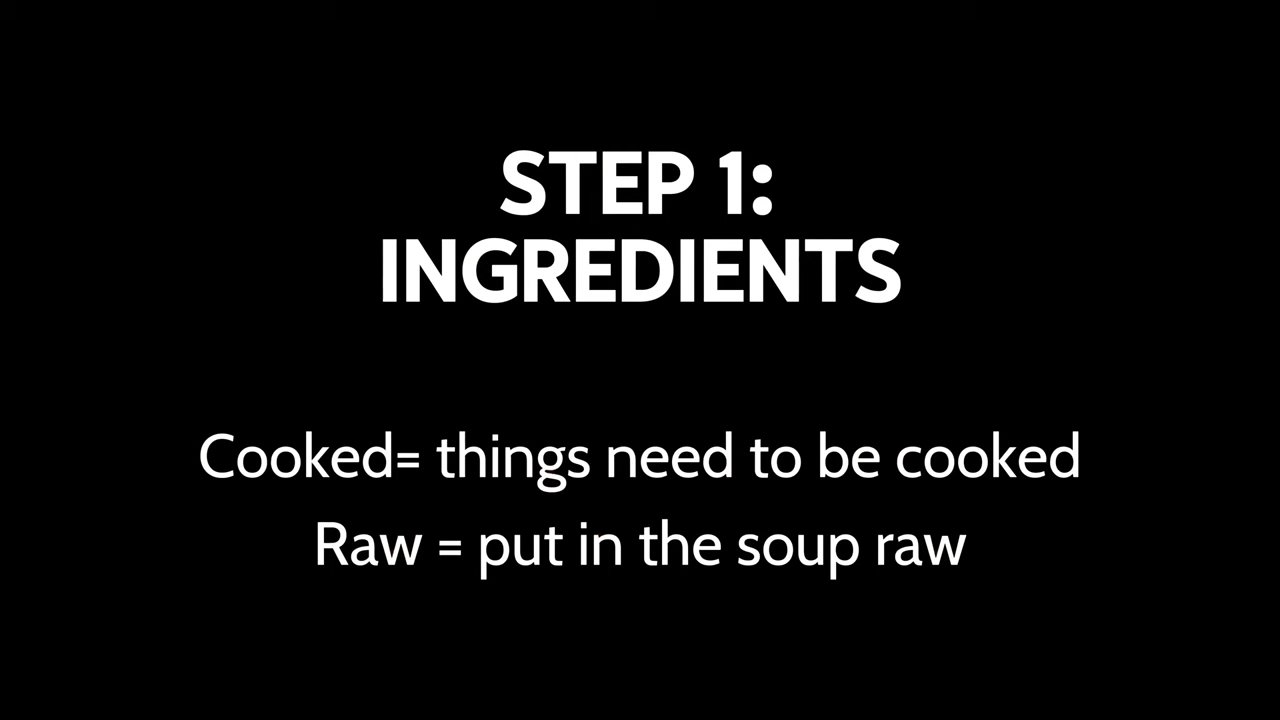 STEP 1:
INGREDIENTS
Cooked= things need to be cooked
Raw = put in the soup raw